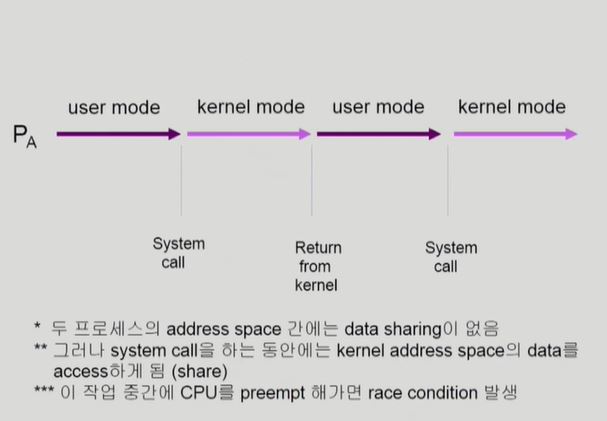 user mode kernel mode user mode kernel mode
PA
System call
Return from kernel
System call
* 두 프로세스의 address space 간에는 data sharing이 없음
** 그러나 system call을 하는 동안에는 kernel address space의 data를
access하게 됨 (share)
*** 이 작업 중간에 CPU를 preempt 해가면 race condition 발생